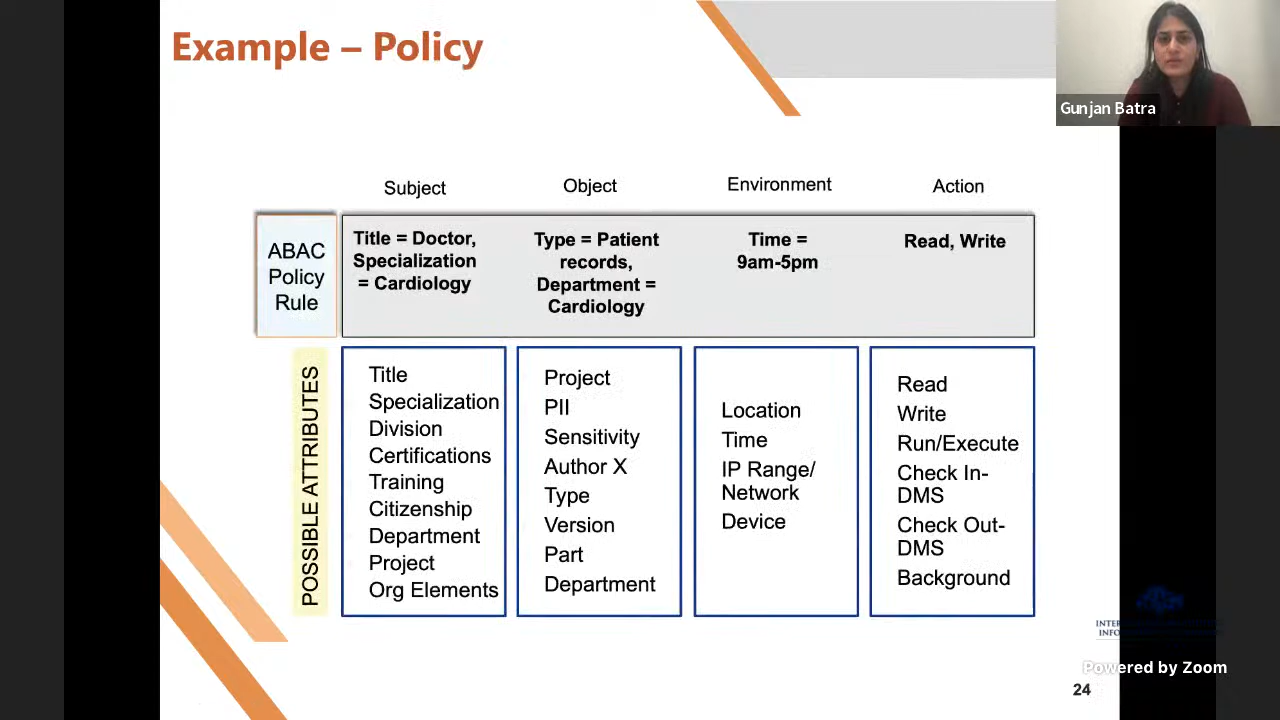 Example – Policy
Gunjan Batra
Subject
Object
Environment
Action
ABAC
Policy
Rule
Title = Doctor,
Specialization
= Cardiology
Type = Patient
records,
Department =
Cardiology
Time =
9am-5pm
Read, Write
POSSIBLE ATTRIBUTES
Title
Specialization
Division
Certifications
Training
Citizenship
Department
Project
Org Elements
Project
PII
Sensitivity
Author X
Type
Version
Part
Department
Location
Time
IP Range/
Network
Device
Read
Write
Run/Execute
Check In-
DMS
Check Out-
DMS
Background
Powered by Zoom
24